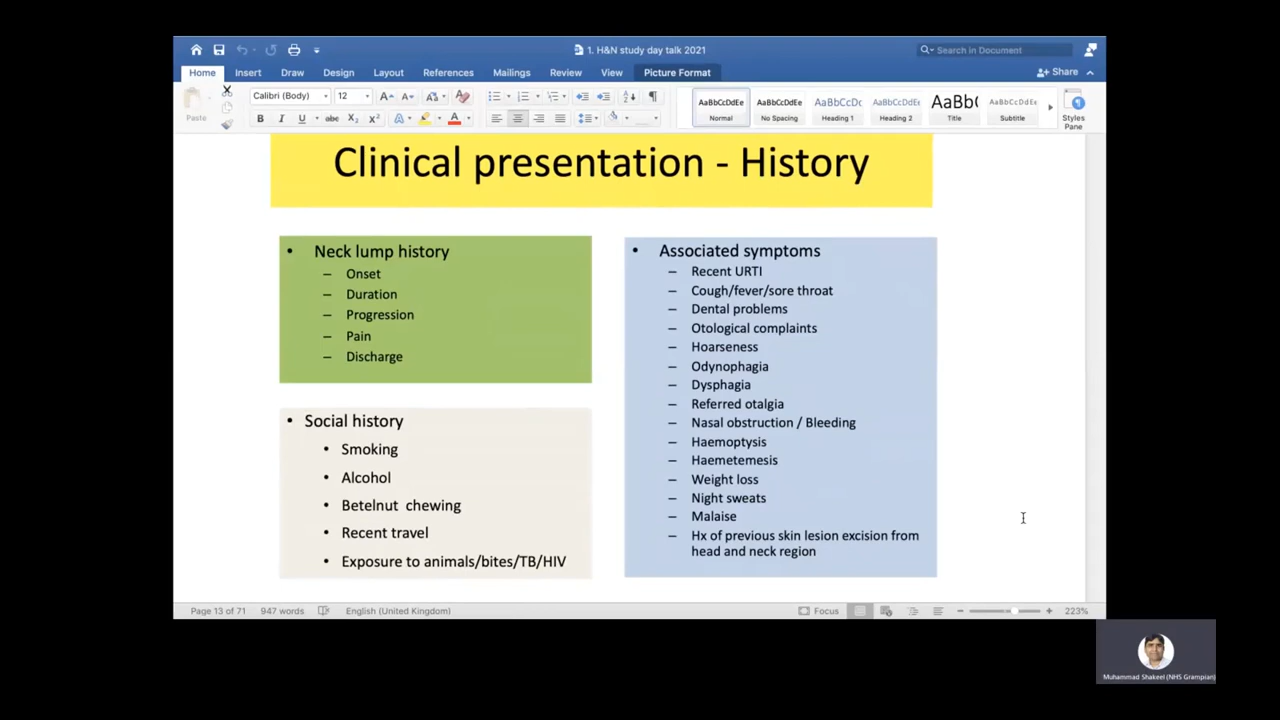 1. H&N study day talk 2021
Search in Document
Home Insert Draw Design Layout References Mailings Review View Picture Format
Share
Paste
Calibri (Body) 12
AaBbCcDdEe AaBbCcDdEe AaBbCcDc AaBbCcDdEe AaBb( AaBbCcDdEe
Normal No Spacing Heading 1 Heading 2 Title Subtitle
Styles
Pane
Clinical presentation - History
• Neck lump history
– Onset
– Duration
– Progression
– Pain
– Discharge
• Social history
• Smoking
• Alcohol
• Betelnut chewing
• Recent travel
• Exposure to animals/bites/TB/HIV
• Associated symptoms
– Recent URTI
– Cough/fever/sore throat
– Dental problems
– Otological complaints
– Hoarseness
– Odynophagia
– Dysphagia
– Referred otalgia
– Nasal obstruction / Bleeding
– Haemoptysis
– Haemetemesis
– Weight loss
– Night sweats
– Malaise
– Hx of previous skin lesion excision from
head and neck region
Page 13 of 71 947 words English (United Kingdom) Focus 223%
Muhammad Shakeel (NHS Grampian)